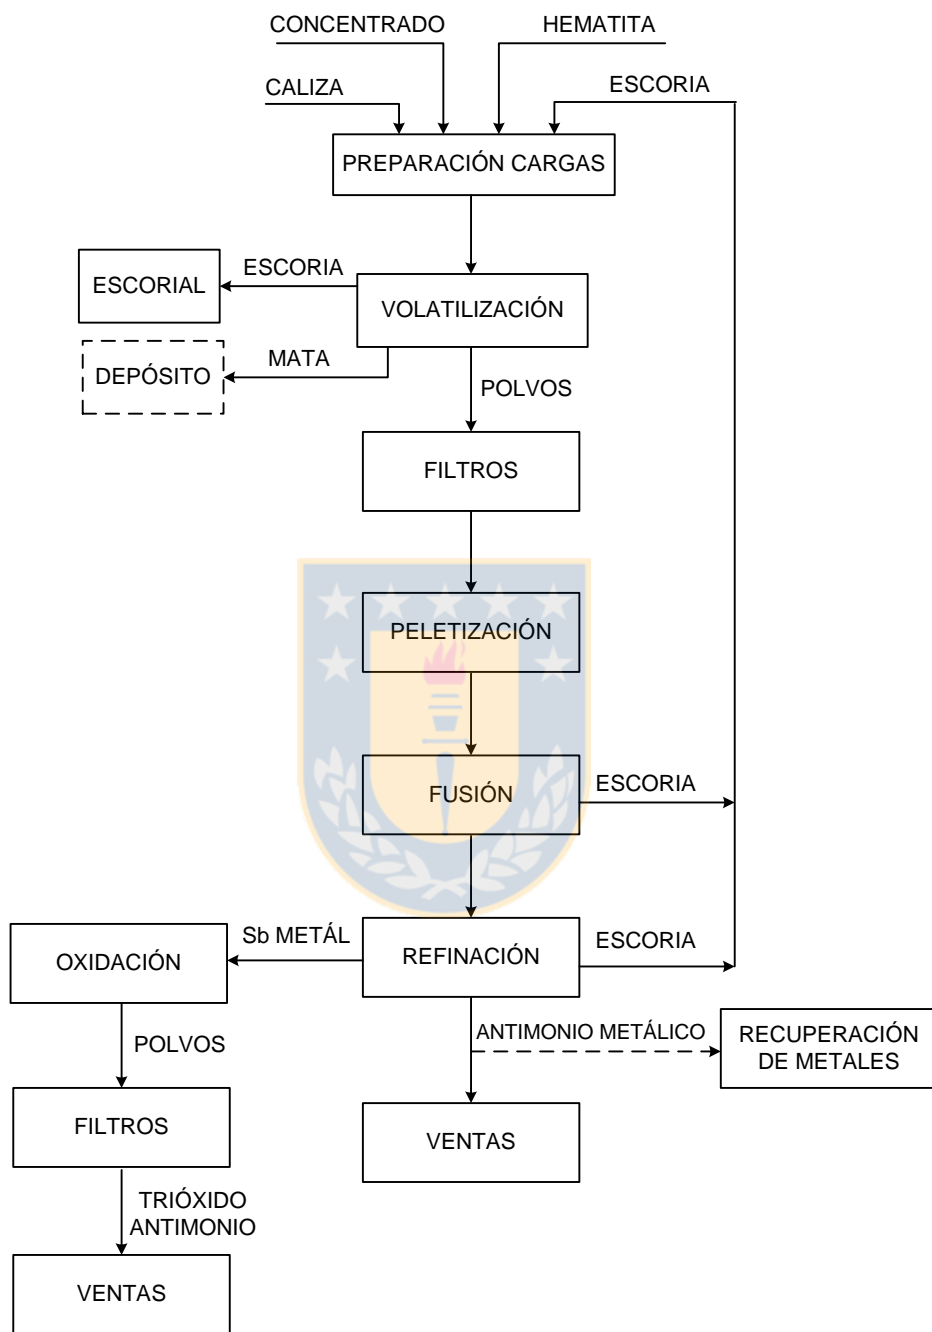 CONCENTRADO
HEMATITA
CALIZA
ESCORIA
PREPARACIÓN CARGAS
ESCORIA
ESCORIAL
VOLATILIZACIÓN
MATA
DEPÓSITO
POLVOS
FILTROS
PELETIZACIÓN
FUSIÓN
ESCORIA
Sb METÁL
REFINACIÓN
ESCORIA
OXIDACIÓN
ANTIMONIO METÁLICO
RECUPERACIÓN
DE METALES
POLVOS
FILTROS
VENTAS
TRIÓXIDO
ANTIMONIO
VENTAS